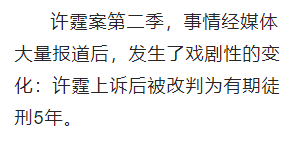 许霆案第二季，事情经媒体
大量报道后，发生了戏剧性的变
化：许霆上诉后被改判为有期徒
刑5年。